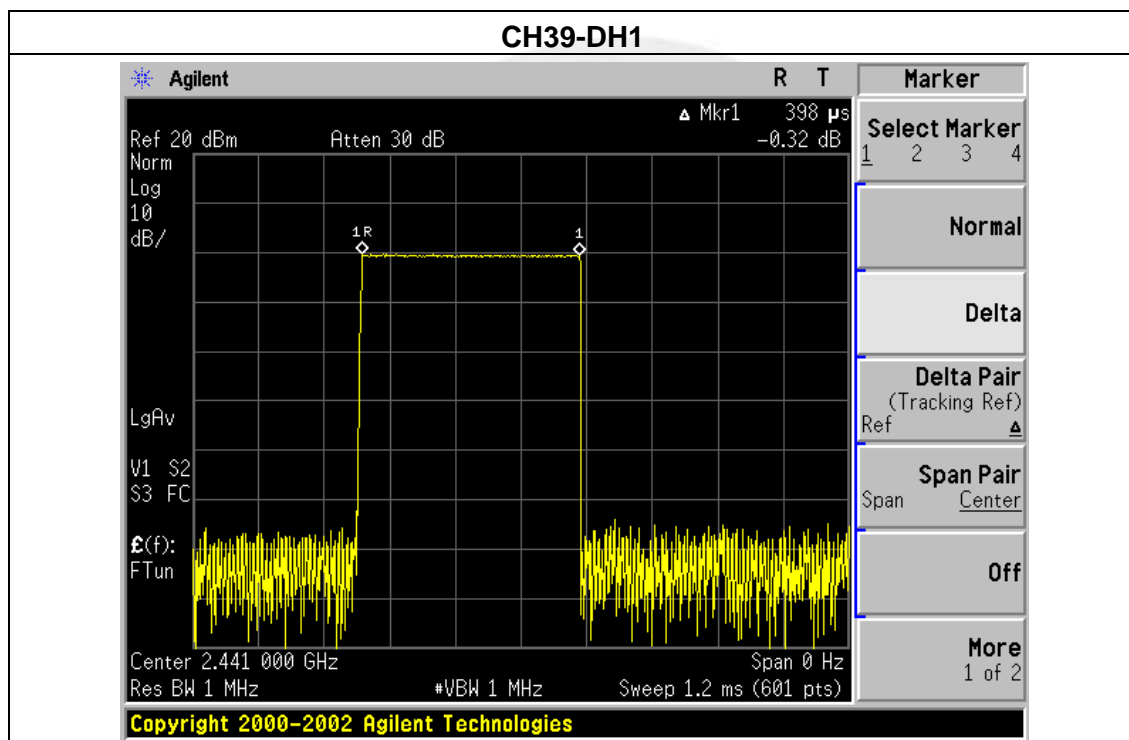 CH39-DH1
Agilent R T
Marker
Δ Mkr1 398 µs
Ref 20 dBm Atten 30 dB -0.32 dB
Norm
Log
10
dB/
1R
1
LgAv
V1 S2
S3 FC
£(f):
FTun
Center 2.441 000 GHz Span 0 Hz
Res BW 1 MHz #VBW 1 MHz Sweep 1.2 ms (601 pts)
Copyright 2000-2002 Agilent Technologies
Select Marker
1 2 3 4
Normal
Delta
Delta Pair
(Tracking Ref)
Ref Δ
Span Pair
Span Center
Off
More
1 of 2